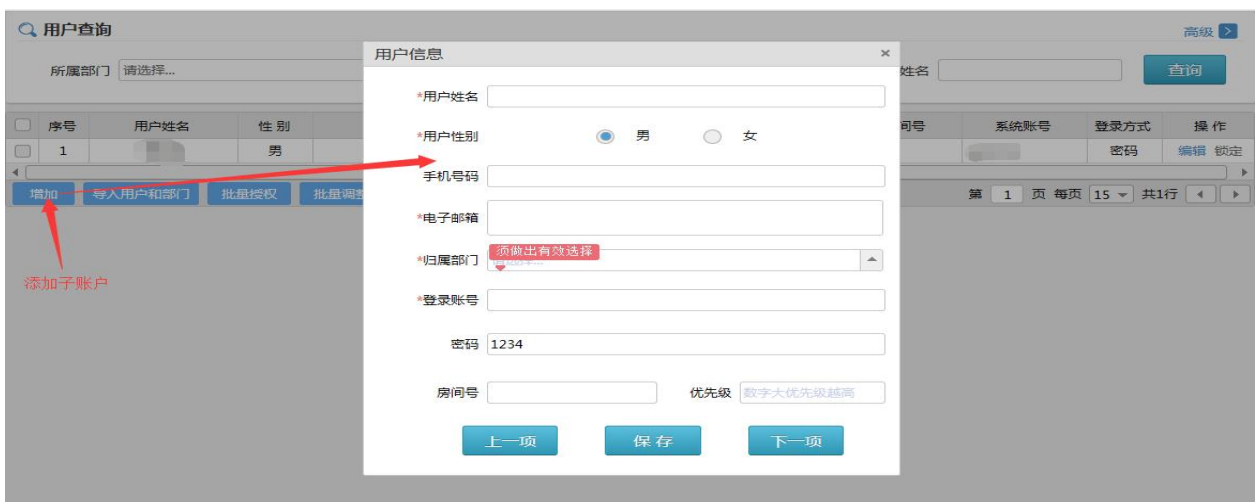 用户查询
高级
所属部门 请选择...
姓名
查询
序号 用户姓名 性别 间号 系统账号 登录方式 操作
1 男 密码 编辑 锁定
增加 导入用户和部门 批量授权 批量调整
第 1 页 每页 15 共1行
添加子账户
用户信息 ×
*用户姓名
*用户性别 男 女
手机号码
*电子邮箱
须做出有效选择
*归属部门
*登录账号
密码 1234
房间号 优先级 数字大优先级越高
上一项 保存 下一项